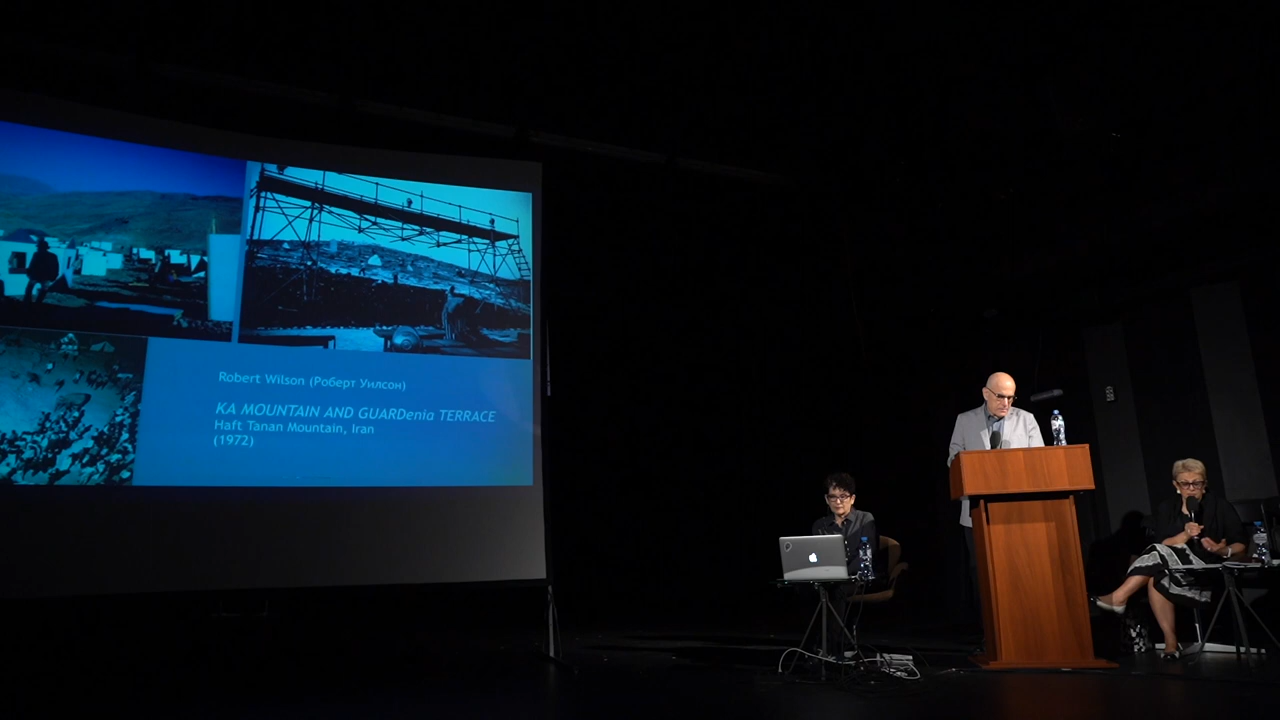 Robert Wilson (Роберт Уилсон)
KA MOUNTAIN AND GUARDenia TERRACE
Haft Tanan Mountain, Iran
(1972)